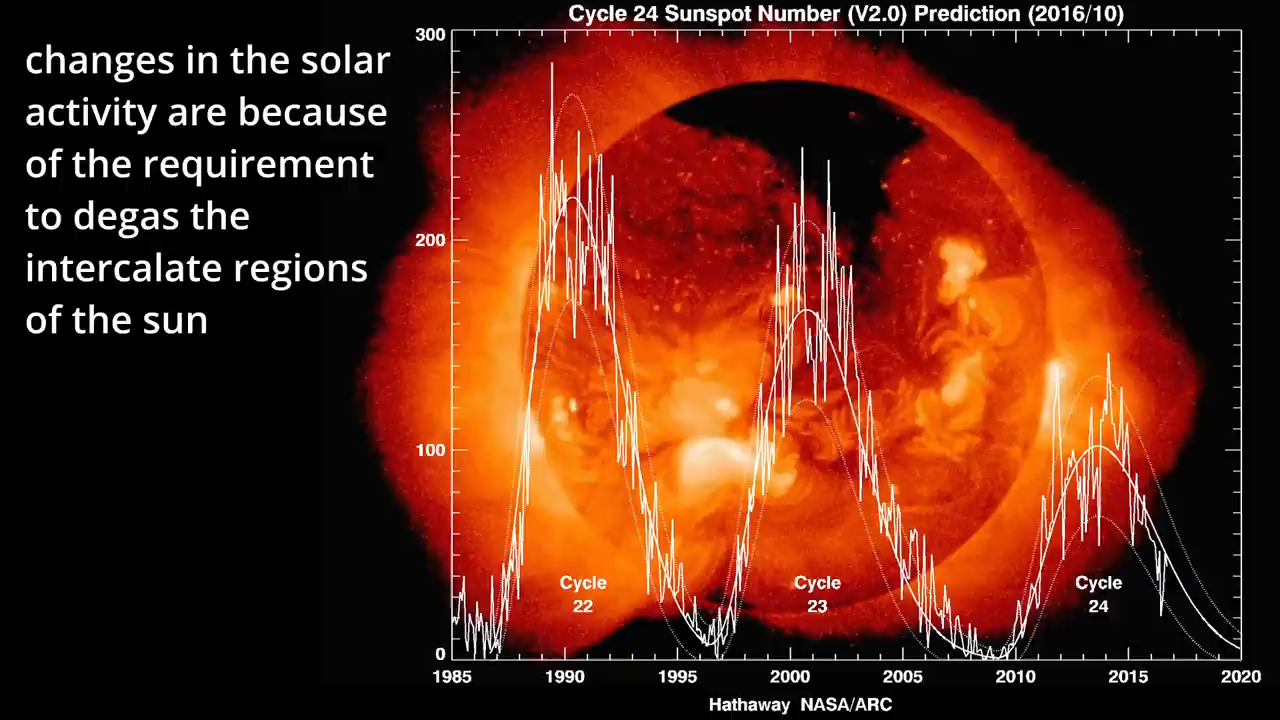 Cycle 24 Sunspot Number (V2.0) Prediction (2016/10)
changes in the solar
activity are because
of the requirement
to degas the
intercalate regions
of the sun
300
200
100
0
Cycle
22
Cycle
23
Cycle
24
1985 1990 1995 2000 2005 2010 2015 2020
Hathaway NASA/ARC